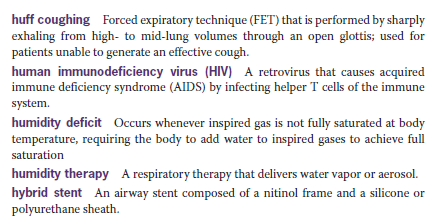 huff coughing Forced expiratory technique (FET) that is performed by sharply
exhaling from high- to mid-lung volumes through an open glottis; used for
patients unable to generate an effective cough.
human immunodeficiency virus (HIV) A retrovirus that causes acquired
immune deficiency syndrome (AIDS) by infecting helper T cells of the immune
system.
humidity deficit Occurs whenever inspired gas is not fully saturated at body
temperature, requiring the body to add water to inspired gases to achieve full
saturation
humidity therapy A respiratory therapy that delivers water vapor or aerosol.
hybrid stent An airway stent composed of a nitinol frame and a silicone or
polyurethane sheath.